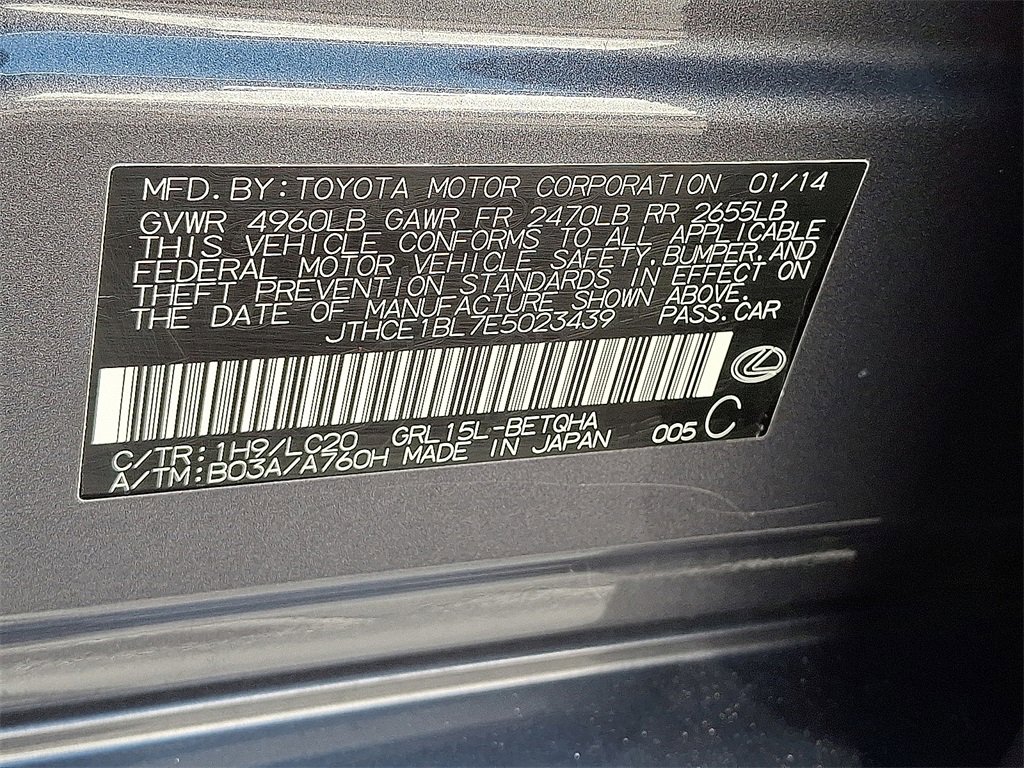 MFD. BY: TOYOTA MOTOR CORPORATION 01/14
GVWR 4960LB GAWR FR 2470LB RR 2655LB
THIS VEHICLE CONFORMS TO ALL APPLICABLE
FEDERAL MOTOR VEHICLE SAFETY, BUMPER, AND
THEFT PREVENTION STANDARDS IN EFFECT ON
THE DATE OF MANUFACTURE SHOWN ABOVE.
JTHCE1BL7E5023439 PASS. CAR
C/TR: 1H9/LC20 GRL15L-BETQHA
A/TM: B03A/A760H MADE IN JAPAN 005 C